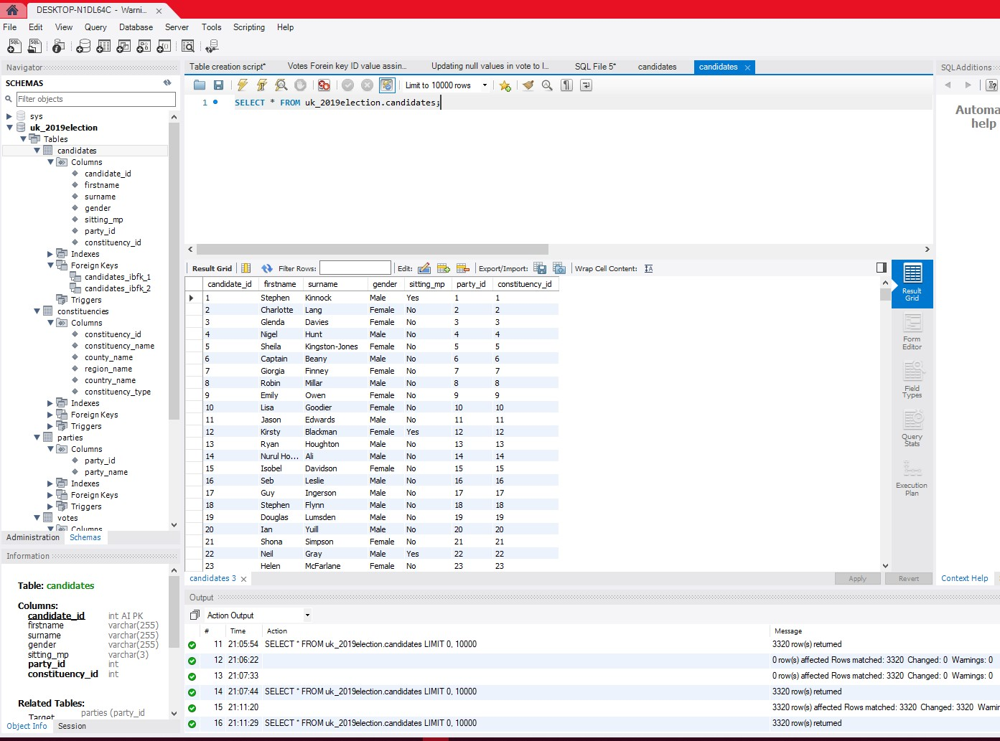 DESKTOP-N1DL64C - Warni...
File Edit View Query Database Server Tools Scripting Help
Navigator
SCHEMAS
Filter objects
sys
uk_2019election
Tables
candidates
Columns
candidate_id
firstname
surname
gender
sitting_mp
party_id
constituency_id
Indexes
Foreign Keys
candidates_ibfk_1
candidates_ibfk_2
Triggers
constituencies
Columns
constituency_id
constituency_name
county_name
region_name
country_name
constituency_type
Indexes
Foreign Keys
Triggers
parties
Columns
party_id
party_name
Indexes
Foreign Keys
Triggers
votes
Columns
Administration Schemas
Information
Table: candidates
Columns:
candidate_id int AI PK
firstname varchar(255)
surname varchar(255)
gender varchar(255)
sitting_mp varchar(3)
party_id int
constituency_id int
Related Tables:
Target parties (party_id
Object Info Session
Table creation script* Votes Forein key ID value assin... Updating null values in vote to l... SQL File 5* candidates candidates
Limit to 10000 rows
1 SELECT * FROM uk_2019election.candidates;
Result Grid Filter Rows: Edit: Export/Import: Wrap Cell Content:
candidate_id firstname surname gender sitting_mp party_id constituency_id
1 Stephen Kinnock Male Yes 1 1
2 Charlotte Lang Female No 2 2
3 Glenda Davies Female No 3 3
4 Nigel Hunt Male No 4 4
5 Sheila Kingston-Jones Female No 5 5
6 Captain Beany Male No 6 6
7 Giorgia Finney Female No 7 7
8 Robin Millar Male No 8 8
9 Emily Owen Female No 9 9
10 Lisa Goodier Female No 10 10
11 Jason Edwards Male No 11 11
12 Kirsty Blackman Female Yes 12 12
13 Ryan Houghton Male No 13 13
14 Nurul Ho... Ali Male No 14 14
15 Isobel Davidson Female No 15 15
16 Seb Leslie Male No 16 16
17 Guy Ingerson Male No 17 17
18 Stephen Flynn Male No 18 18
19 Douglas Lumsden Male No 19 19
20 Ian Yuill Male No 20 20
21 Shona Simpson Female No 21 21
22 Neil Gray Male Yes 22 22
23 Helen McFarlane Female No 23 23
Result Grid
Form Editor
Field Types
Query Stats
Execution Plan
candidates 3 Apply Revert
SQLAdditions
Automa
help
Context Help
Output
Action Output
# Time Action Message
11 21:05:54 SELECT * FROM uk_2019election.candidates LIMIT 0, 10000 3320 row(s) returned
12 21:06:22 0 row(s) affected Rows matched: 3320 Changed: 0 Warnings: 0
13 21:07:33 0 row(s) affected Rows matched: 3320 Changed: 0 Warnings: 0
14 21:07:44 SELECT * FROM uk_2019election.candidates LIMIT 0, 10000 3320 row(s) returned
15 21:11:20 3320 row(s) affected Rows matched: 3320 Changed: 3320 Warnin
16 21:11:29 SELECT * FROM uk_2019election.candidates LIMIT 0, 10000 3320 row(s) returned